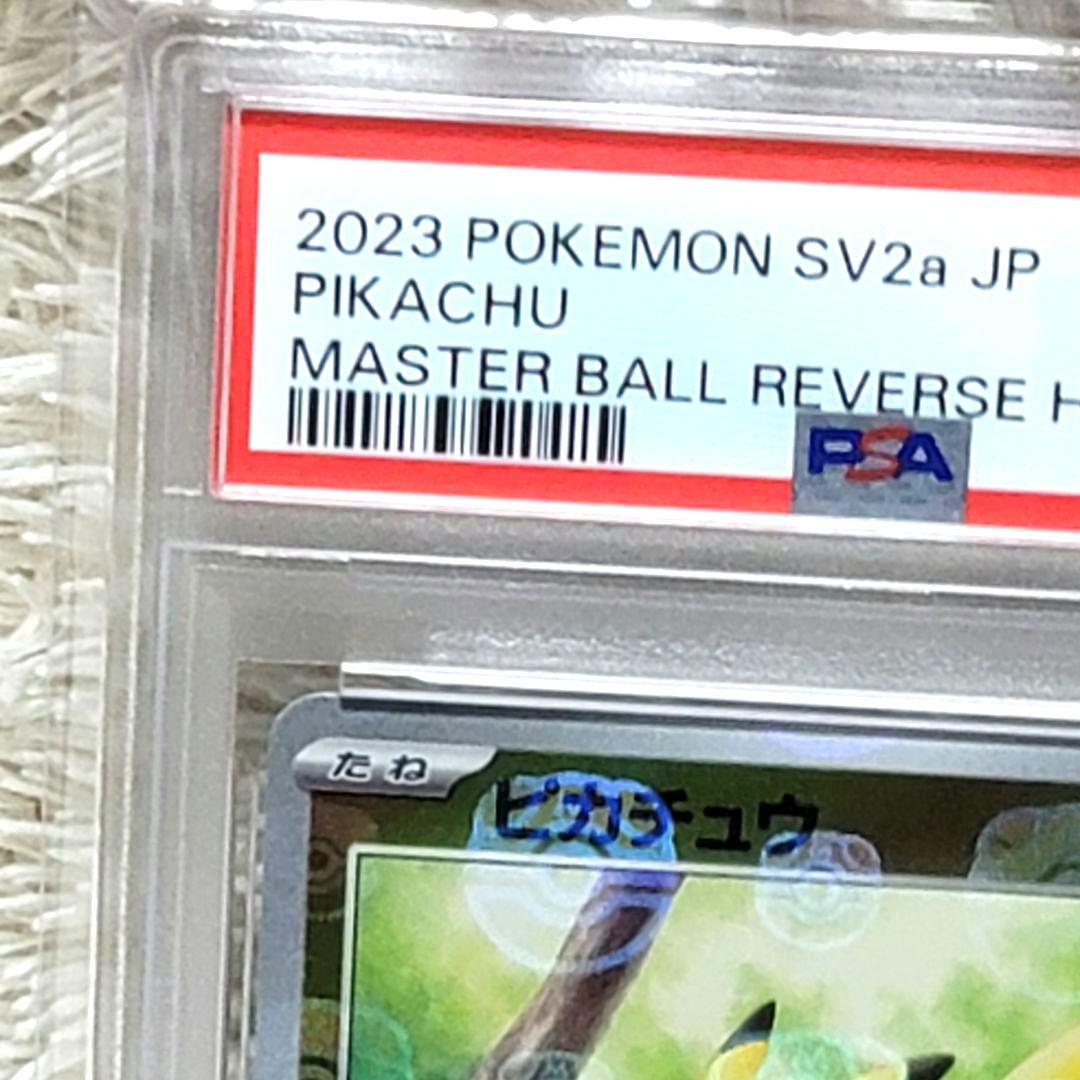 2023 POKEMON SV2a JP
PIKACHU
MASTER BALL REVERSE H
PSA
たね
ピカチュウ